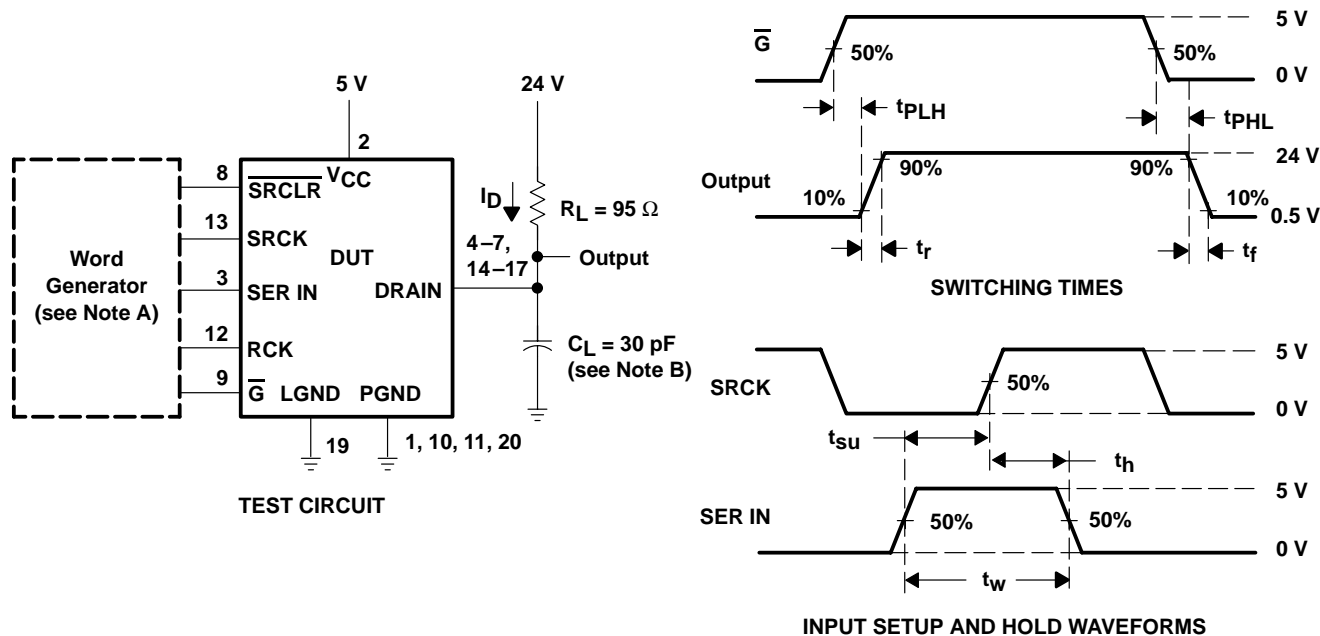 5 V
24 V
2
Word
Generator
(see Note A)
8
13
3
12
9
SRCLR
VCC
SRCK
DUT
SER IN
DRAIN
RCK
G LGND PGND
ID
RL = 95 Ω
4–7,
14–17
Output
CL = 30 pF
(see Note B)
19
1, 10, 11, 20
TEST CIRCUIT
G
50%
50%
5 V
0 V
tPLH
tPHL
Output
10%
90%
90%
10%
24 V
0.5 V
tr
tf
SWITCHING TIMES
SRCK
50%
5 V
0 V
tsu
th
SER IN
50%
50%
5 V
0 V
tw
INPUT SETUP AND HOLD WAVEFORMS